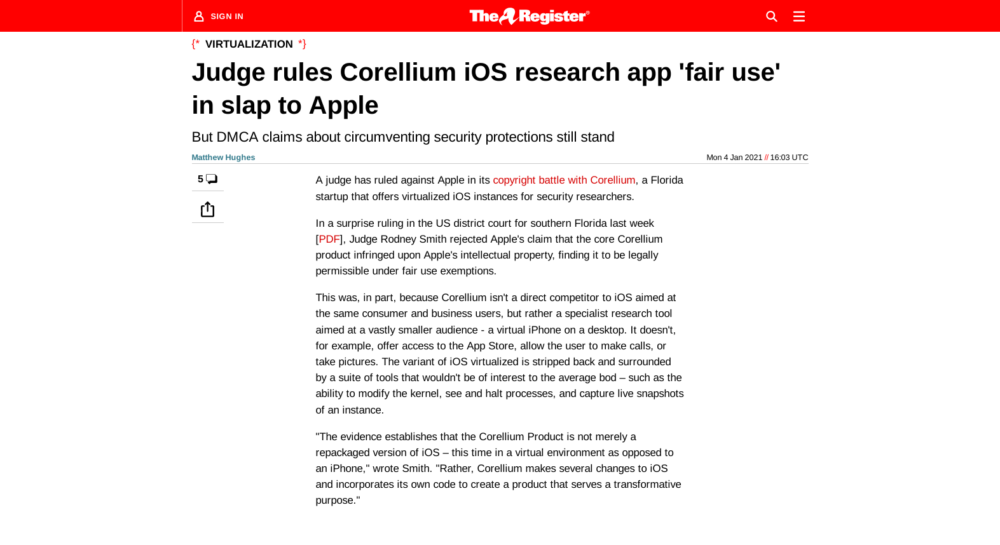 SIGN IN
The Register®
{* VIRTUALIZATION *}
Judge rules Corellium iOS research app 'fair use'
in slap to Apple
But DMCA claims about circumventing security protections still stand
Matthew Hughes
Mon 4 Jan 2021 // 16:03 UTC
5
A judge has ruled against Apple in its copyright battle with Corellium, a Florida
startup that offers virtualized iOS instances for security researchers.
In a surprise ruling in the US district court for southern Florida last week
[PDF], Judge Rodney Smith rejected Apple's claim that the core Corellium
product infringed upon Apple's intellectual property, finding it to be legally
permissible under fair use exemptions.
This was, in part, because Corellium isn't a direct competitor to iOS aimed at
the same consumer and business users, but rather a specialist research tool
aimed at a vastly smaller audience - a virtual iPhone on a desktop. It doesn't,
for example, offer access to the App Store, allow the user to make calls, or
take pictures. The variant of iOS virtualized is stripped back and surrounded
by a suite of tools that wouldn't be of interest to the average bod – such as the
ability to modify the kernel, see and halt processes, and capture live snapshots
of an instance.
"The evidence establishes that the Corellium Product is not merely a
repackaged version of iOS – this time in a virtual environment as opposed to
an iPhone," wrote Smith. "Rather, Corellium makes several changes to iOS
and incorporates its own code to create a product that serves a transformative
purpose."